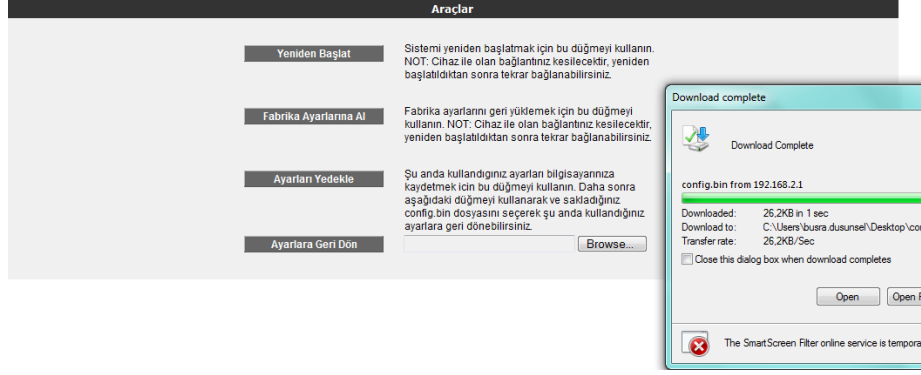 Araçlar
Yeniden Başlat
Sistemi yeniden başlatmak için bu düğmeyi kullanın.
NOT: Cihaz ile olan bağlantınız kesilecektir, yeniden
başlatıldıktan sonra tekrar bağlanabilirsiniz.
Fabrika Ayarlarına Al
Fabrika ayarlarını geri yüklemek için bu düğmeyi
kullanın. NOT: Cihaz ile olan bağlantınız kesilecektir,
yeniden başlatıldıktan sonra tekrar bağlanabilirsiniz.
Ayarları Yedekle
Şu anda kullandıgınız ayarları bilgisayarınıza
kaydetmek icin bu düğmeyi kullanın. Daha sonra
aşağıdaki düğmeyi kullanarak ve sakladığınız
config.bin dosyasını seçerek şu anda kullandığınız
ayarlara geri dönebilirsiniz.
Ayarlara Geri Dön
Browse...
Download complete
Download Complete
config.bin from 192.168.2.1
Downloaded: 26,2KB in 1 sec
Download to: C:\Users\busra.dusunsel\Desktop\co
Transfer rate: 26,2KB/Sec
Close this dialog box when download completes
Open
Open F
The SmartScreen Filter online service is tempora